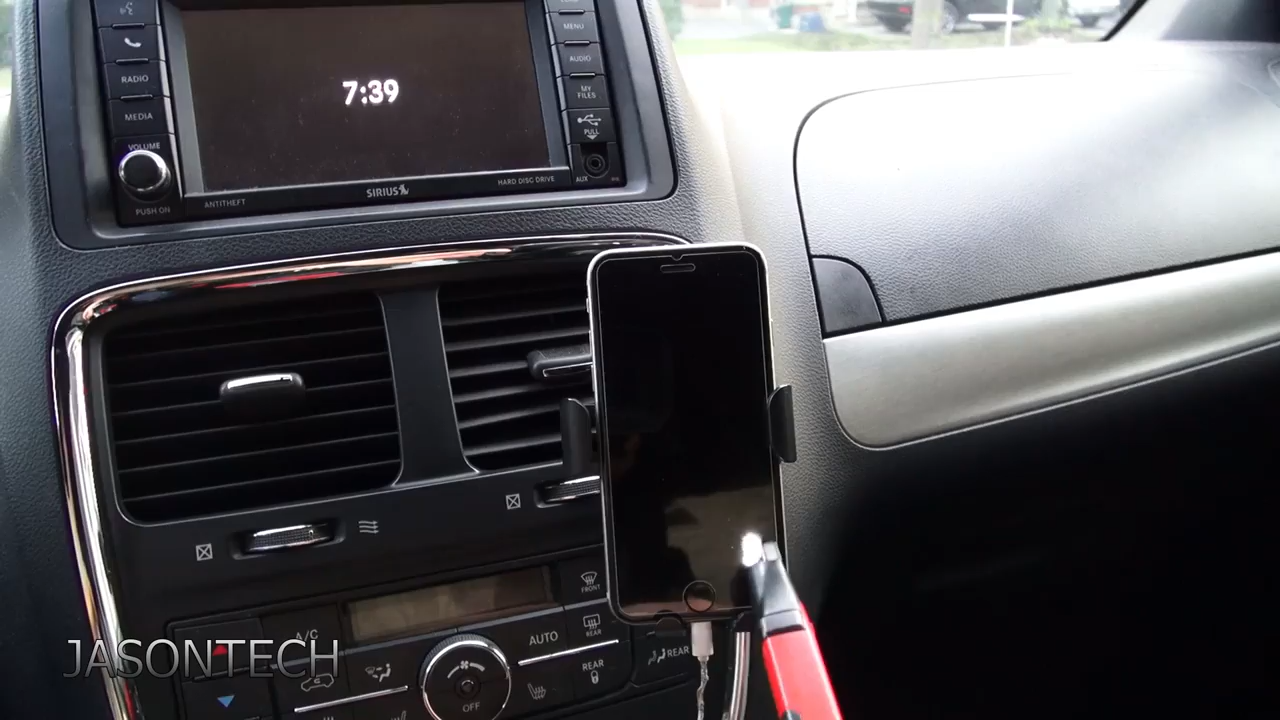 7:39
RADIO
MEDIA
VOLUME
PUSH ON
ANTITHEFT
SIRIUS
HARD DISC DRIVE
MENU
AUDIO
MY
FILES
PULL
AUX
FRONT
REAR
AUTO
REAR
REAR
A/C
OFF
JASONTECH